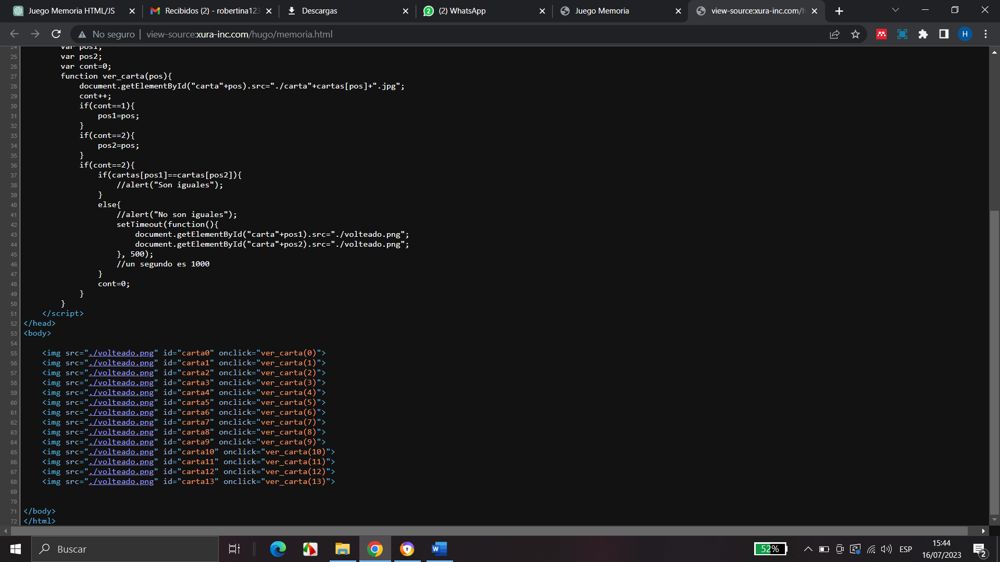 Juego Memoria HTML/JS
Recibidos (2) - robertina123
Descargas
(2) WhatsApp
Juego Memoria
view-source:xura-inc.com/h
No seguro
view-source:xura-inc.com/hugo/memoria.html
H
24 var pos1;
25 var pos2;
26 var cont=0;
27 function ver_carta(pos){
28 document.getElementById("carta"+pos).src="./carta"+cartas[pos]+".jpg";
29 cont++;
30 if(cont==1){
31 pos1=pos;
32 }
33 if(cont==2){
34 pos2=pos;
35 }
36 if(cont==2){
37 if(cartas[pos1]==cartas[pos2]){
38 //alert("Son iguales");
39 }
40 else{
41 //alert("No son iguales");
42 setTimeout(function(){
43 document.getElementById("carta"+pos1).src="./volteado.png";
44 document.getElementById("carta"+pos2).src="./volteado.png";
45 }, 500);
46 //un segundo es 1000
47 }
48 cont=0;
49 }
50 }
51 </script>
52 </head>
53 <body>
54
55 <img src="./volteado.png" id="carta0" onclick="ver_carta(0)">
56 <img src="./volteado.png" id="carta1" onclick="ver_carta(1)">
57 <img src="./volteado.png" id="carta2" onclick="ver_carta(2)">
58 <img src="./volteado.png" id="carta3" onclick="ver_carta(3)">
59 <img src="./volteado.png" id="carta4" onclick="ver_carta(4)">
60 <img src="./volteado.png" id="carta5" onclick="ver_carta(5)">
61 <img src="./volteado.png" id="carta6" onclick="ver_carta(6)">
62 <img src="./volteado.png" id="carta7" onclick="ver_carta(7)">
63 <img src="./volteado.png" id="carta8" onclick="ver_carta(8)">
64 <img src="./volteado.png" id="carta9" onclick="ver_carta(9)">
65 <img src="./volteado.png" id="carta10" onclick="ver_carta(10)">
66 <img src="./volteado.png" id="carta11" onclick="ver_carta(11)">
67 <img src="./volteado.png" id="carta12" onclick="ver_carta(12)">
68 <img src="./volteado.png" id="carta13" onclick="ver_carta(13)">
69
70
71 </body>
72 </html>
Buscar
52%
ESP
15:44
16/07/2023
2